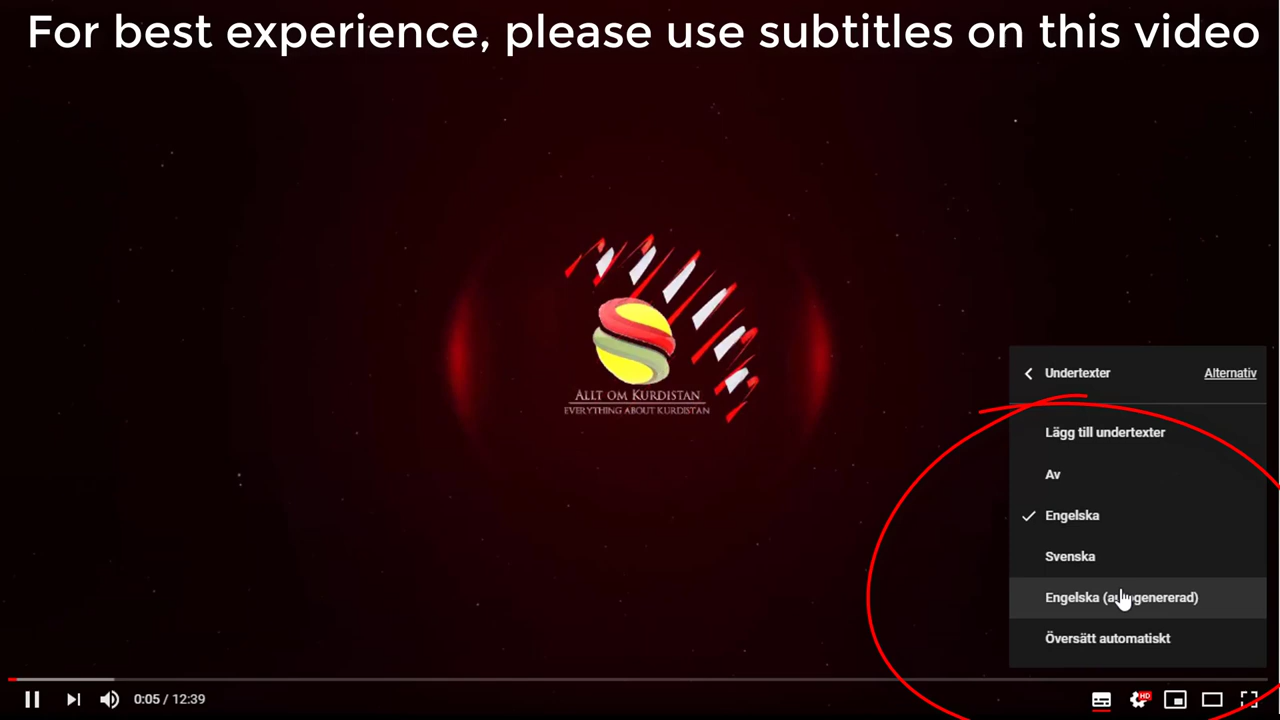 For best experience, please use subtitles on this video
ALLT OM KURDISTAN
EVERYTHING ABOUT KURDISTAN
Undertexter Alternativ
Lägg till undertexter
Av
Engelska
Svenska
Engelska
Översätt automatiskt
0:05 / 12:39
HD